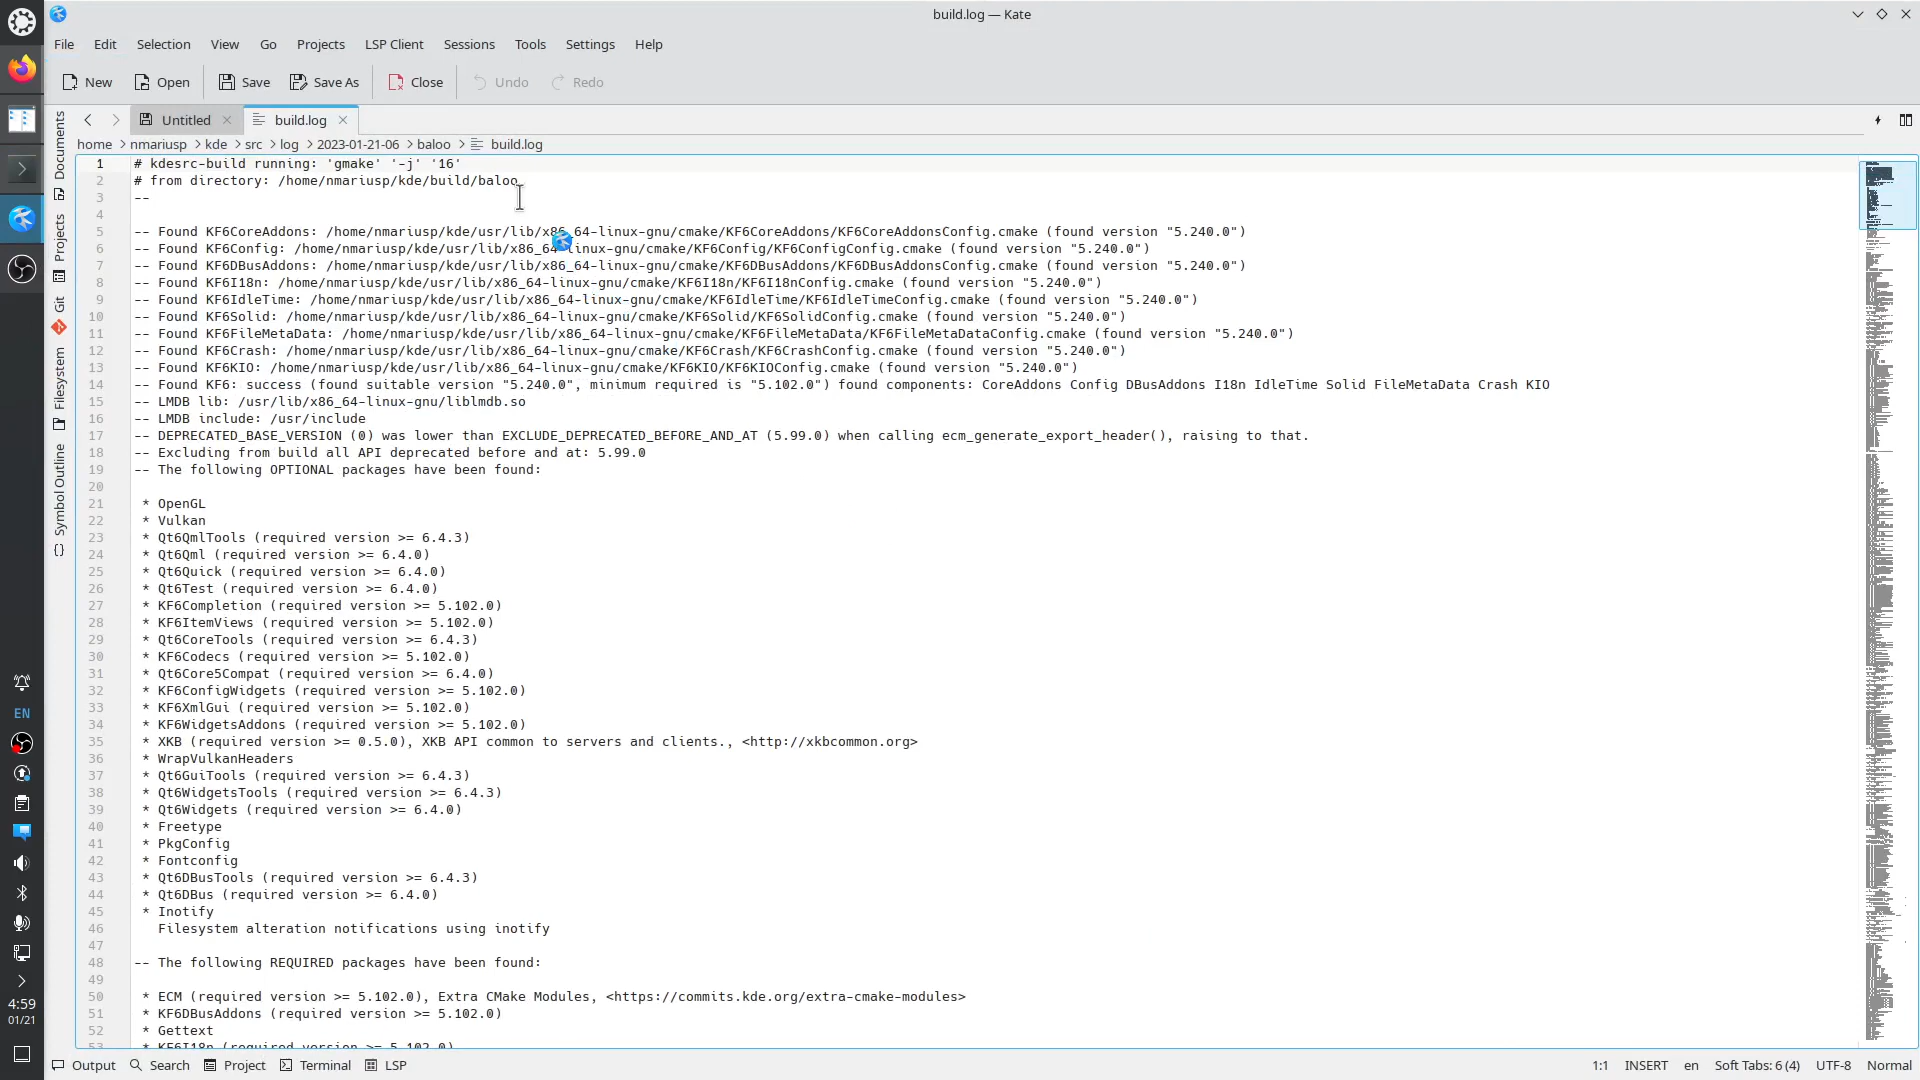 build.log — Kate
File Edit Selection View Go Projects LSP Client Sessions Tools Settings Help
New Open Save Save As Close Undo Redo
Untitled build.log
home > nmariusp > kde > src > log > 2023-01-21-06 > baloo > build.log
Documents
Projects
Git
Filesystem
Symbol Outline
1 # kdesrc-build running: 'gmake' '-j' '16'
2 # from directory: /home/nmariusp/kde/build/baloo
3 --
4
5 -- Found KF6CoreAddons: /home/nmariusp/kde/usr/lib/x86_64-linux-gnu/cmake/KF6CoreAddons/KF6CoreAddonsConfig.cmake (found version "5.240.0")
6 -- Found KF6Config: /home/nmariusp/kde/usr/lib/x86_64-linux-gnu/cmake/KF6Config/KF6ConfigConfig.cmake (found version "5.240.0")
7 -- Found KF6DBusAddons: /home/nmariusp/kde/usr/lib/x86_64-linux-gnu/cmake/KF6DBusAddons/KF6DBusAddonsConfig.cmake (found version "5.240.0")
8 -- Found KF6I18n: /home/nmariusp/kde/usr/lib/x86_64-linux-gnu/cmake/KF6I18n/KF6I18nConfig.cmake (found version "5.240.0")
9 -- Found KF6IdleTime: /home/nmariusp/kde/usr/lib/x86_64-linux-gnu/cmake/KF6IdleTime/KF6IdleTimeConfig.cmake (found version "5.240.0")
10 -- Found KF6Solid: /home/nmariusp/kde/usr/lib/x86_64-linux-gnu/cmake/KF6Solid/KF6SolidConfig.cmake (found version "5.240.0")
11 -- Found KF6FileMetaData: /home/nmariusp/kde/usr/lib/x86_64-linux-gnu/cmake/KF6FileMetaData/KF6FileMetaDataConfig.cmake (found version "5.240.0")
12 -- Found KF6Crash: /home/nmariusp/kde/usr/lib/x86_64-linux-gnu/cmake/KF6Crash/KF6CrashConfig.cmake (found version "5.240.0")
13 -- Found KF6KIO: /home/nmariusp/kde/usr/lib/x86_64-linux-gnu/cmake/KF6KIO/KF6KIOConfig.cmake (found version "5.240.0")
14 -- Found KF6: success (found suitable version "5.240.0", minimum required is "5.102.0") found components: CoreAddons Config DBusAddons I18n IdleTime Solid FileMetaData Crash KIO
15 -- LMDB lib: /usr/lib/x86_64-linux-gnu/liblmdb.so
16 -- LMDB include: /usr/include
17 -- DEPRECATED_BASE_VERSION (0) was lower than EXCLUDE_DEPRECATED_BEFORE_AND_AT (5.99.0) when calling ecm_generate_export_header(), raising to that.
18 -- Excluding from build all API deprecated before and at: 5.99.0
19 -- The following OPTIONAL packages have been found:
20
21 * OpenGL
22 * Vulkan
23 * Qt6QmlTools (required version >= 6.4.3)
24 * Qt6Qml (required version >= 6.4.0)
25 * Qt6Quick (required version >= 6.4.0)
26 * Qt6Test (required version >= 6.4.0)
27 * KF6Completion (required version >= 5.102.0)
28 * KF6ItemViews (required version >= 5.102.0)
29 * Qt6CoreTools (required version >= 6.4.3)
30 * KF6Codecs (required version >= 5.102.0)
31 * Qt6Core5Compat (required version >= 6.4.0)
32 * KF6ConfigWidgets (required version >= 5.102.0)
33 * KF6XmlGui (required version >= 5.102.0)
34 * KF6WidgetsAddons (required version >= 5.102.0)
35 * XKB (required version >= 0.5.0), XKB API common to servers and clients., <http://xkbcommon.org>
36 * WrapVulkanHeaders
37 * Qt6GuiTools (required version >= 6.4.3)
38 * Qt6WidgetsTools (required version >= 6.4.3)
39 * Qt6Widgets (required version >= 6.4.0)
40 * Freetype
41 * PkgConfig
42 * Fontconfig
43 * Qt6DBusTools (required version >= 6.4.3)
44 * Qt6DBus (required version >= 6.4.0)
45 * Inotify
46 Filesystem alteration notifications using inotify
47
48 -- The following REQUIRED packages have been found:
49
50 * ECM (required version >= 5.102.0), Extra CMake Modules, <https://commits.kde.org/extra-cmake-modules>
51 * KF6DBusAddons (required version >= 5.102.0)
52 * Gettext
53 * KF6I18n (required version >= 5.102.0)
EN
4:59
01/21
Output Search Project Terminal LSP
1:1 INSERT en Soft Tabs: 6 (4) UTF-8 Normal